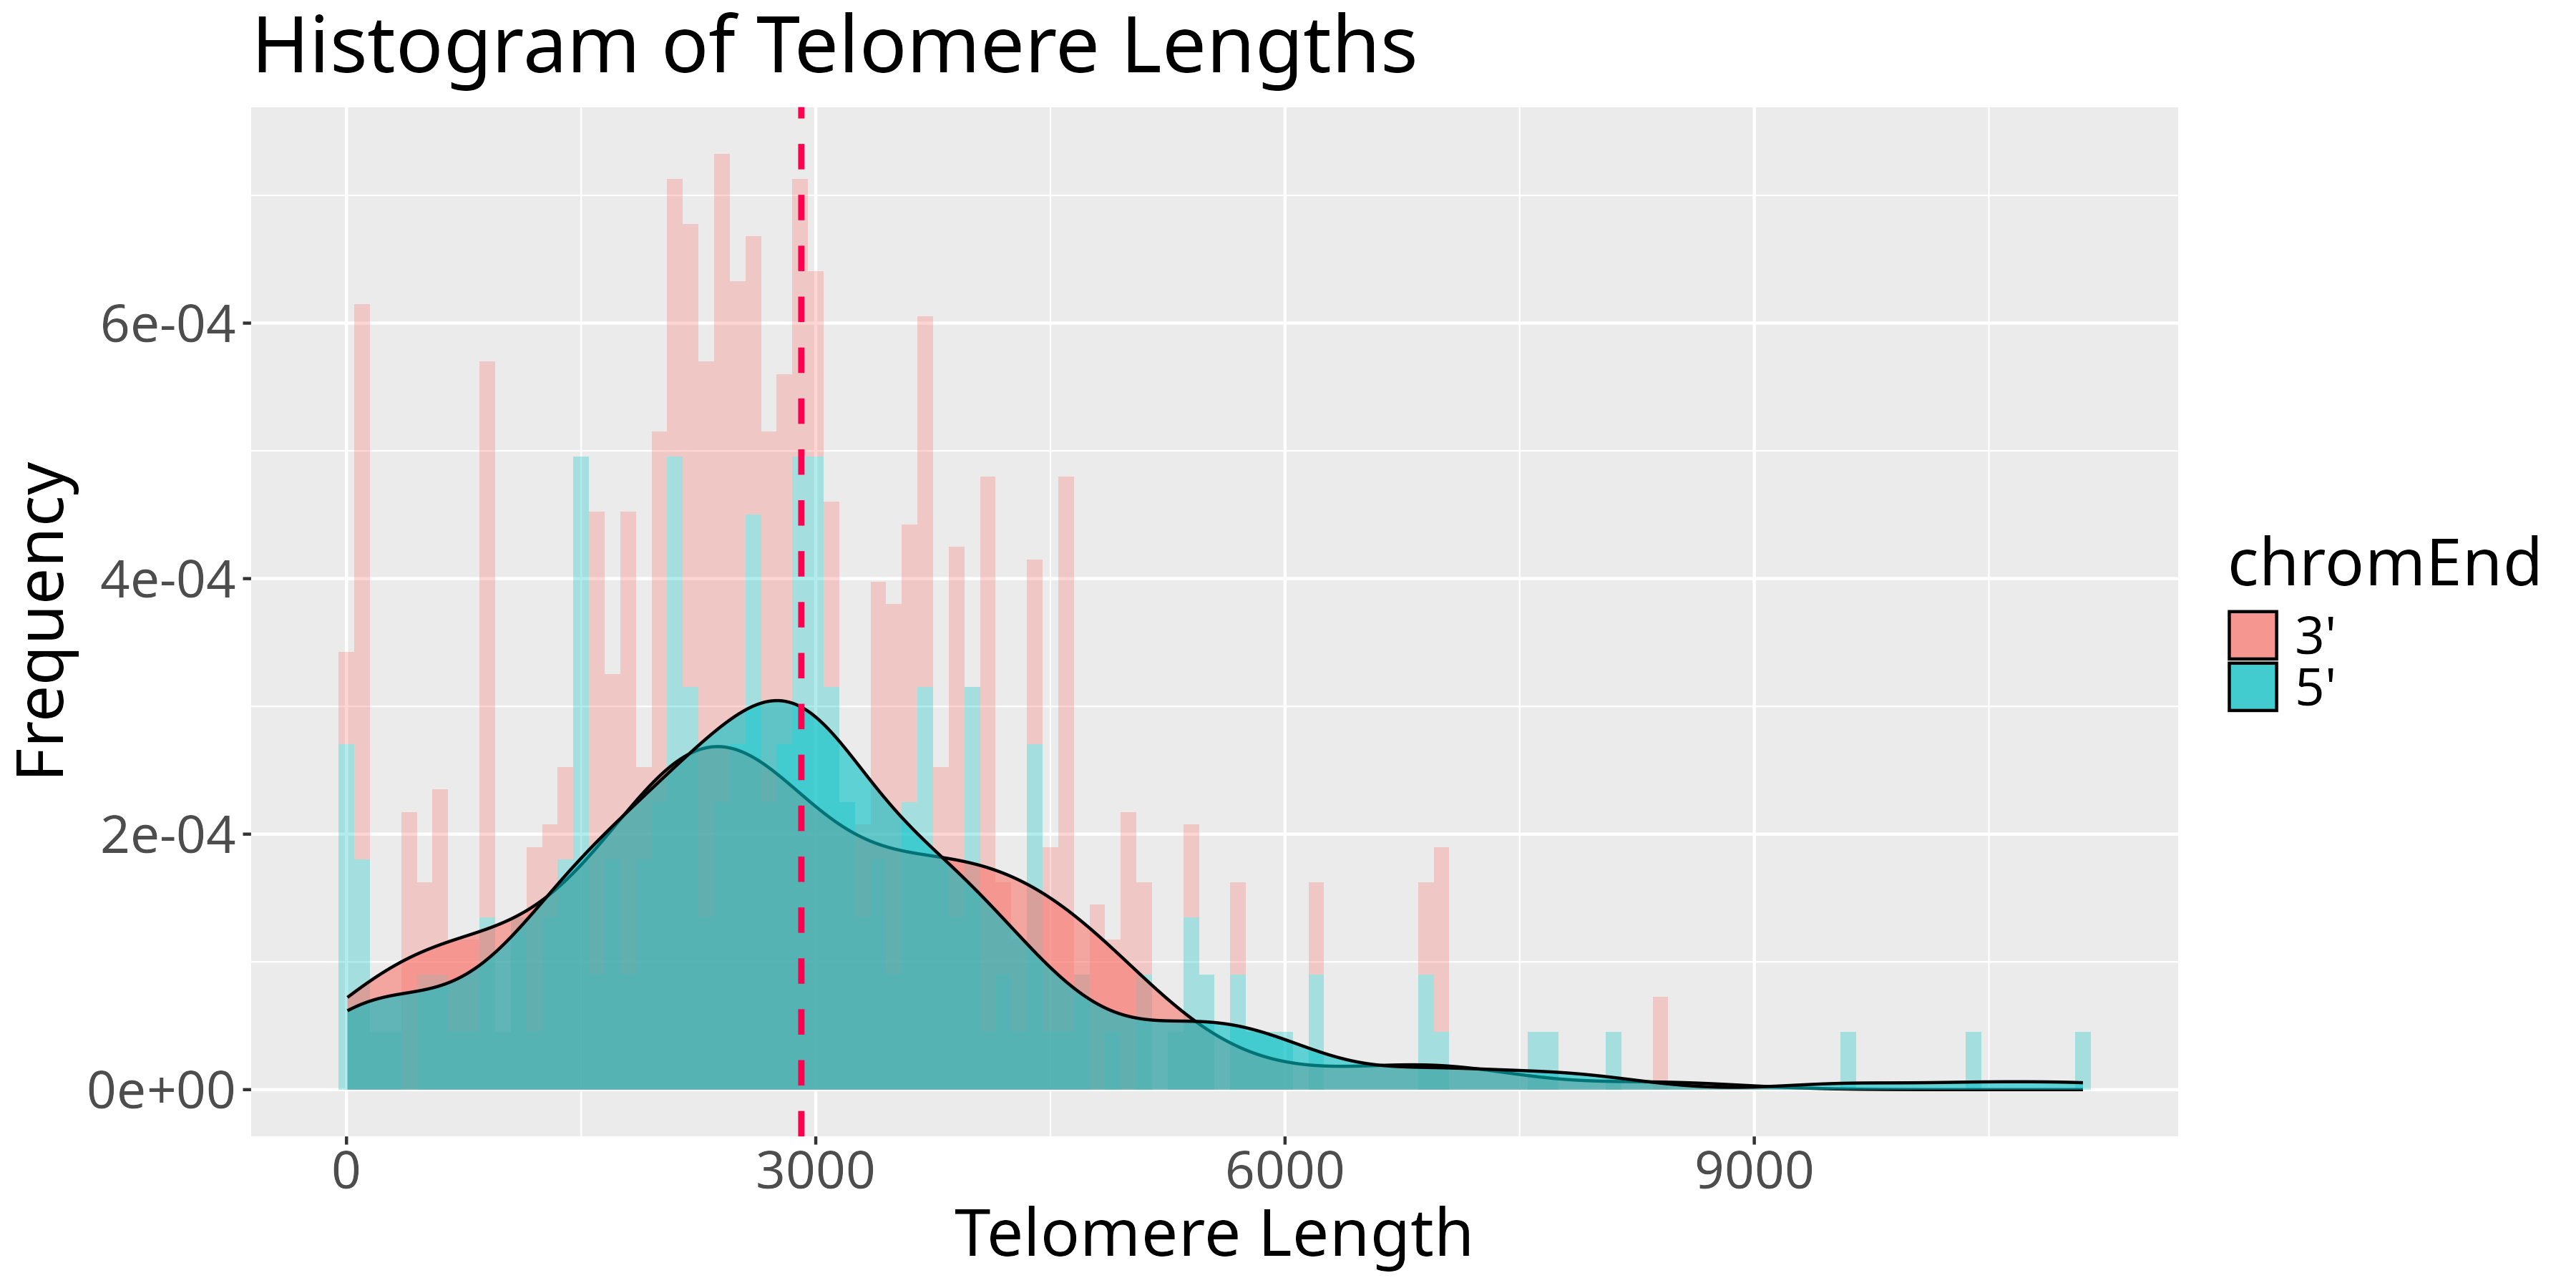 Histogram of Telomere Lengths
Frequency
6e-04
4e-04
2e-04
0e+00
0
3000
6000
9000
Telomere Length
chromEnd
3'
5'